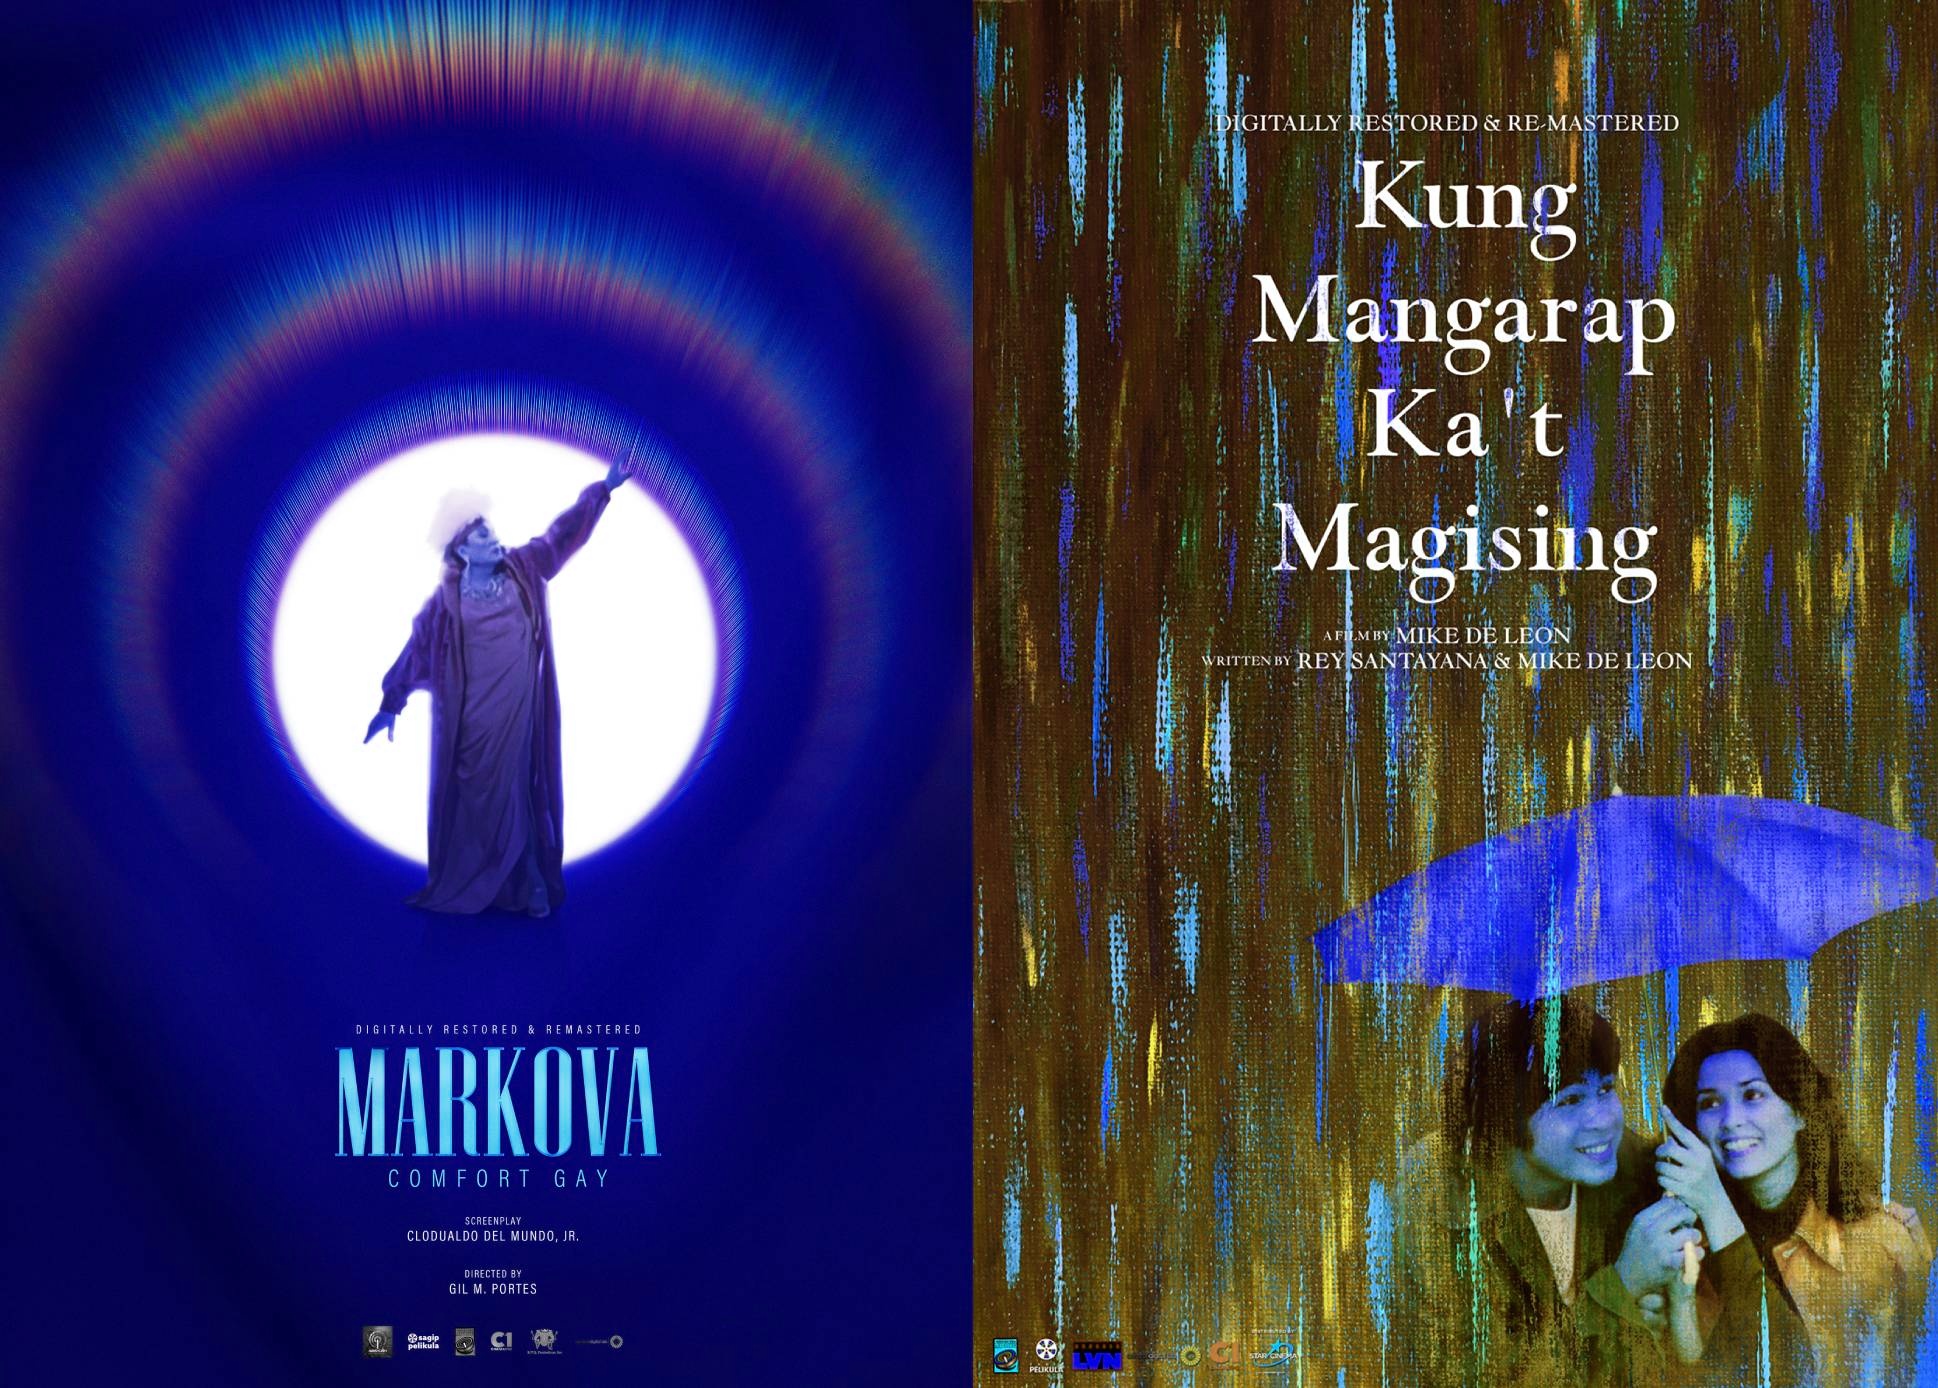 DIGITALLY RESTORED & REMASTERED
MARKOVA
COMFORT GAY
SCREENPLAY
CLODUALDO DEL MUNDO, JR.
DIRECTED BY
GIL M. PORTES
sagip
pelikula
C1
DIGITALLY RESTORED & RE-MASTERED
Kung
Mangarap
Ka't
Magising
A FILM BY MIKE DE LEON
WRITTEN BY REY SANTAYANA & MIKE DE LEON
PELIKULA
LVN
C1
STAR CINEMA